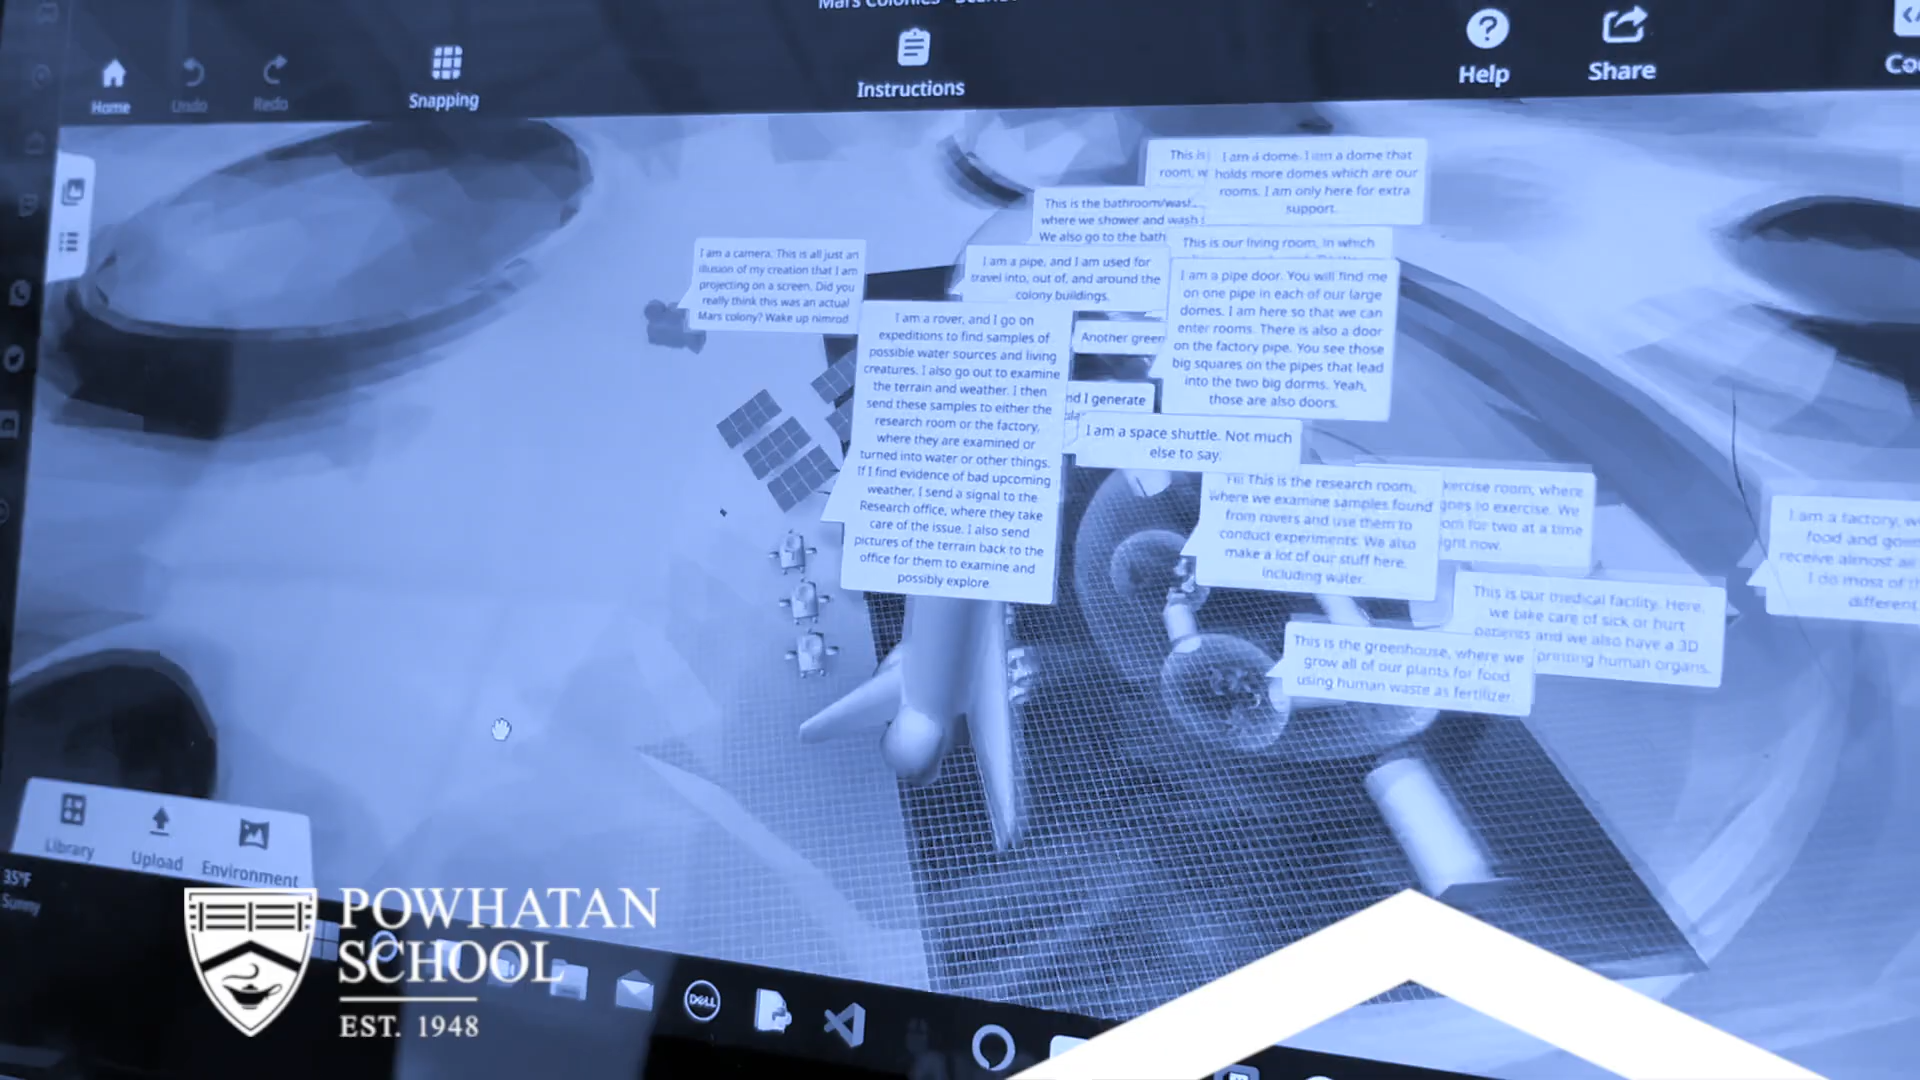 Mars Colonies
Home
Undo
Redo
Snapping
Instructions
Help
Share
This is
room, w
I am a dome. I am a dome that
holds more domes which are our
rooms. I am only here for extra
support.
This is the bathroom/wash
where we shower and wash
We also go to the bath
This is our living room, in which
I am a camera. This is all just an
illusion of my creation that I am
projecting on a screen. Did you
really think this was an actual
Mars colony? Wake up nimrod
I am a pipe, and I am used for
travel into, out of, and around the
colony buildings.
I am a pipe door. You will find me
on one pipe in each of our large
domes. I am here so that we can
enter rooms. There is also a door
on the factory pipe. You see those
big squares on the pipes that lead
into the two big dorms. Yeah,
those are also doors.
I am a rover, and I go on
expeditions to find samples of
possible water sources and living
creatures. I also go out to examine
the terrain and weather. I then
send these samples to either the
research room or the factory,
where they are examined or
turned into water or other things.
If I find evidence of bad upcoming
weather, I send a signal to the
Research office, where they take
care of the issue. I also send
pictures of the terrain back to the
office for them to examine and
possibly explore.
Another green
nd I generate
I am a space shuttle. Not much
else to say.
Hi! This is the research room,
where we examine samples found
from rovers and use them to
conduct experiments. We also
make a lot of our stuff here,
including water.
xercise room, where
goes to exercise. We
om for two at a time
ight now.
I am a factory, w
food and goo
receive almost all
I do most of th
different
This is our medical facility. Here,
we take care of sick or hurt
patients and we also have a 3D
printing human organs.
This is the greenhouse, where we
grow all of our plants for food
using human waste as fertilizer.
Library
Upload
Environment
35°F
Sunny
DELL
POWHATAN
SCHOOL
EST. 1948